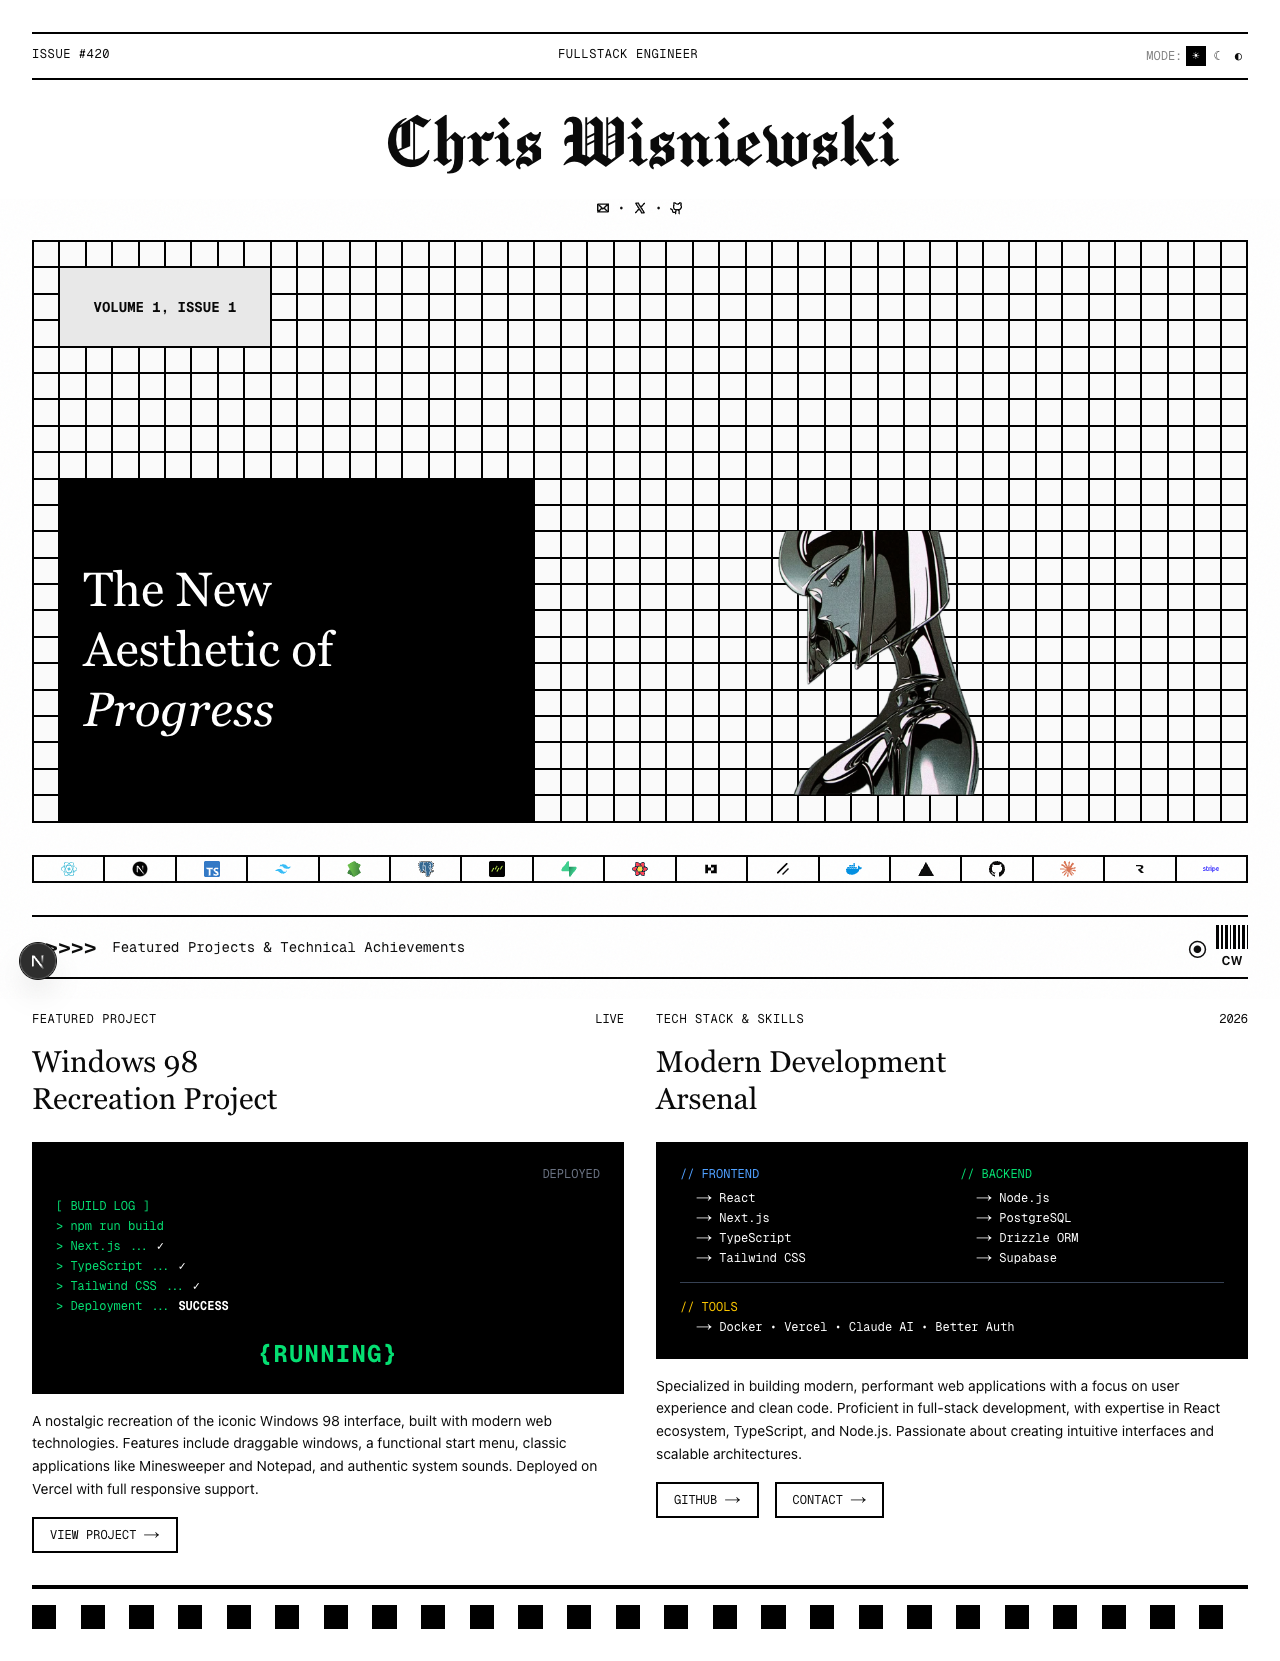 ISSUE #420
FULLSTACK ENGINEER
MODE:
Chris Wisniewski
VOLUME 1, ISSUE 1
The New
Aesthetic of
Progress
TS
stripe
>>>> Featured Projects & Technical Achievements
CW
N
FEATURED PROJECT
LIVE
Windows 98
Recreation Project
DEPLOYED
[ BUILD LOG ]
> npm run build
> Next.js ... ✓
> TypeScript ... ✓
> Tailwind CSS ... ✓
> Deployment ... SUCCESS
{RUNNING}
A nostalgic recreation of the iconic Windows 98 interface, built with modern web
technologies. Features include draggable windows, a functional start menu, classic
applications like Minesweeper and Notepad, and authentic system sounds. Deployed on
Vercel with full responsive support.
VIEW PROJECT →
TECH STACK & SKILLS
2026
Modern Development
Arsenal
// FRONTEND
→ React
→ Next.js
→ TypeScript
→ Tailwind CSS
// BACKEND
→ Node.js
→ PostgreSQL
→ Drizzle ORM
→ Supabase
// TOOLS
→ Docker • Vercel • Claude AI • Better Auth
Specialized in building modern, performant web applications with a focus on user
experience and clean code. Proficient in full-stack development, with expertise in React
ecosystem, TypeScript, and Node.js. Passionate about creating intuitive interfaces and
scalable architectures.
GITHUB →
CONTACT →